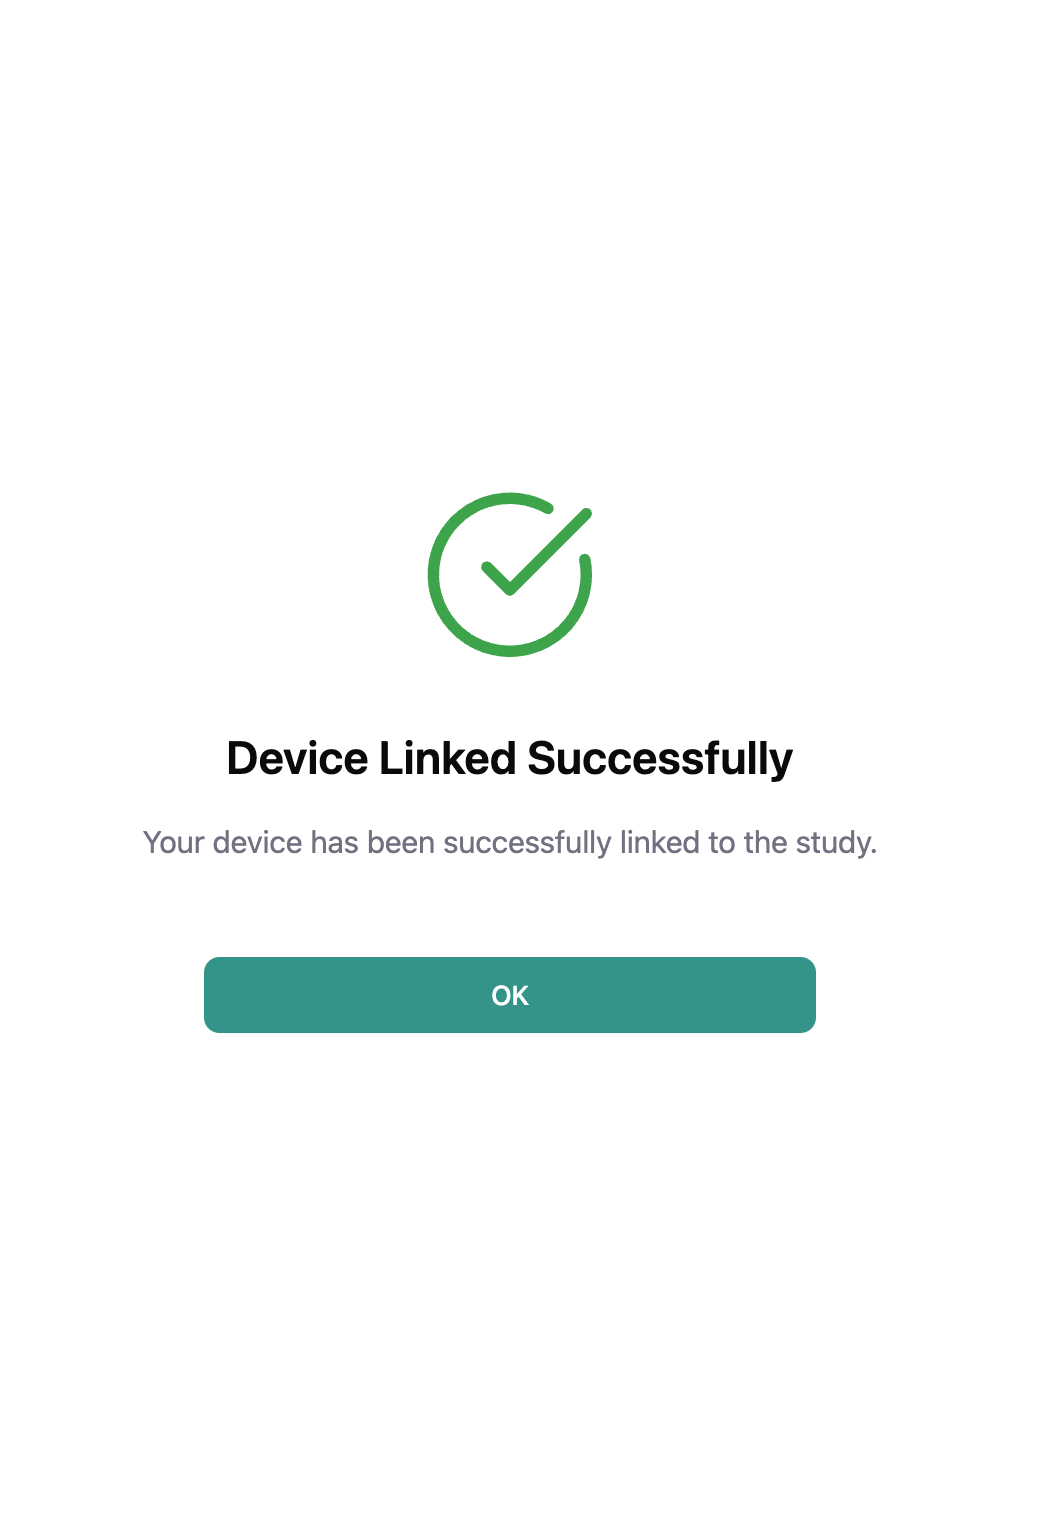 Device Linked Successfully
Your device has been successfully linked to the study.
OK